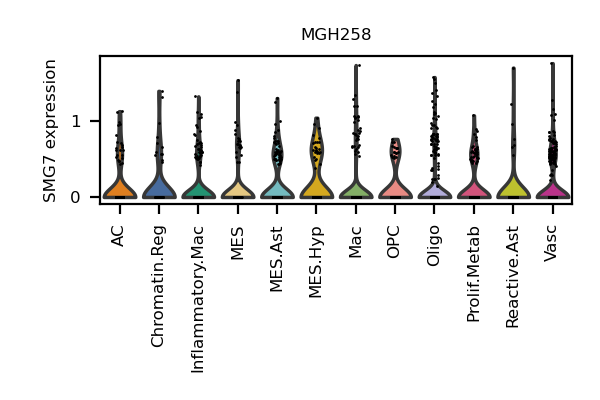 MGH258
SMG7 expression
1
0
AC
Chromatin.Reg
Inflammatory.Mac
MES
MES.Ast
MES.Hyp
Mac
OPC
Oligo
Prolif.Metab
Reactive.Ast
Vasc